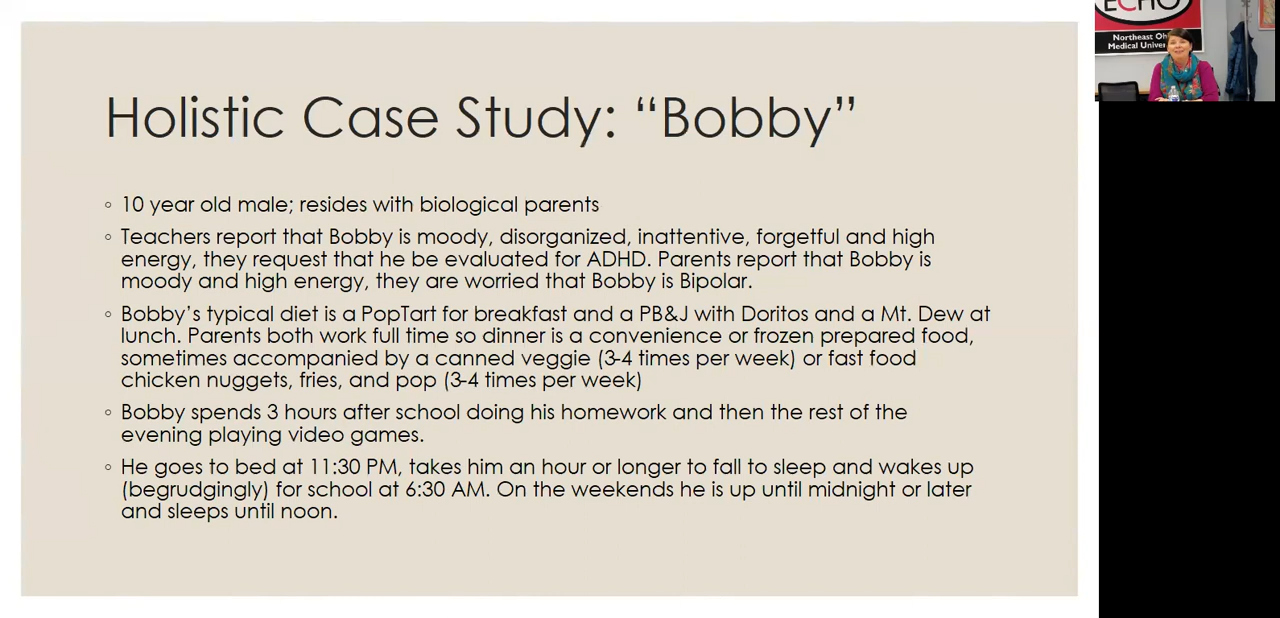 Holistic Case Study: “Bobby”
◦ 10 year old male; resides with biological parents
◦ Teachers report that Bobby is moody, disorganized, inattentive, forgetful and high
energy, they request that he be evaluated for ADHD. Parents report that Bobby is
moody and high energy, they are worried that Bobby is Bipolar.
◦ Bobby’s typical diet is a PopTart for breakfast and a PB&J with Doritos and a Mt. Dew at
lunch. Parents both work full time so dinner is a convenience or frozen prepared food,
sometimes accompanied by a canned veggie (3-4 times per week) or fast food
chicken nuggets, fries, and pop (3-4 times per week)
◦ Bobby spends 3 hours after school doing his homework and then the rest of the
evening playing video games.
◦ He goes to bed at 11:30 PM, takes him an hour or longer to fall to sleep and wakes up
(begrudgingly) for school at 6:30 AM. On the weekends he is up until midnight or later
and sleeps until noon.
ECHO
Northeast Oh
Medical Univer